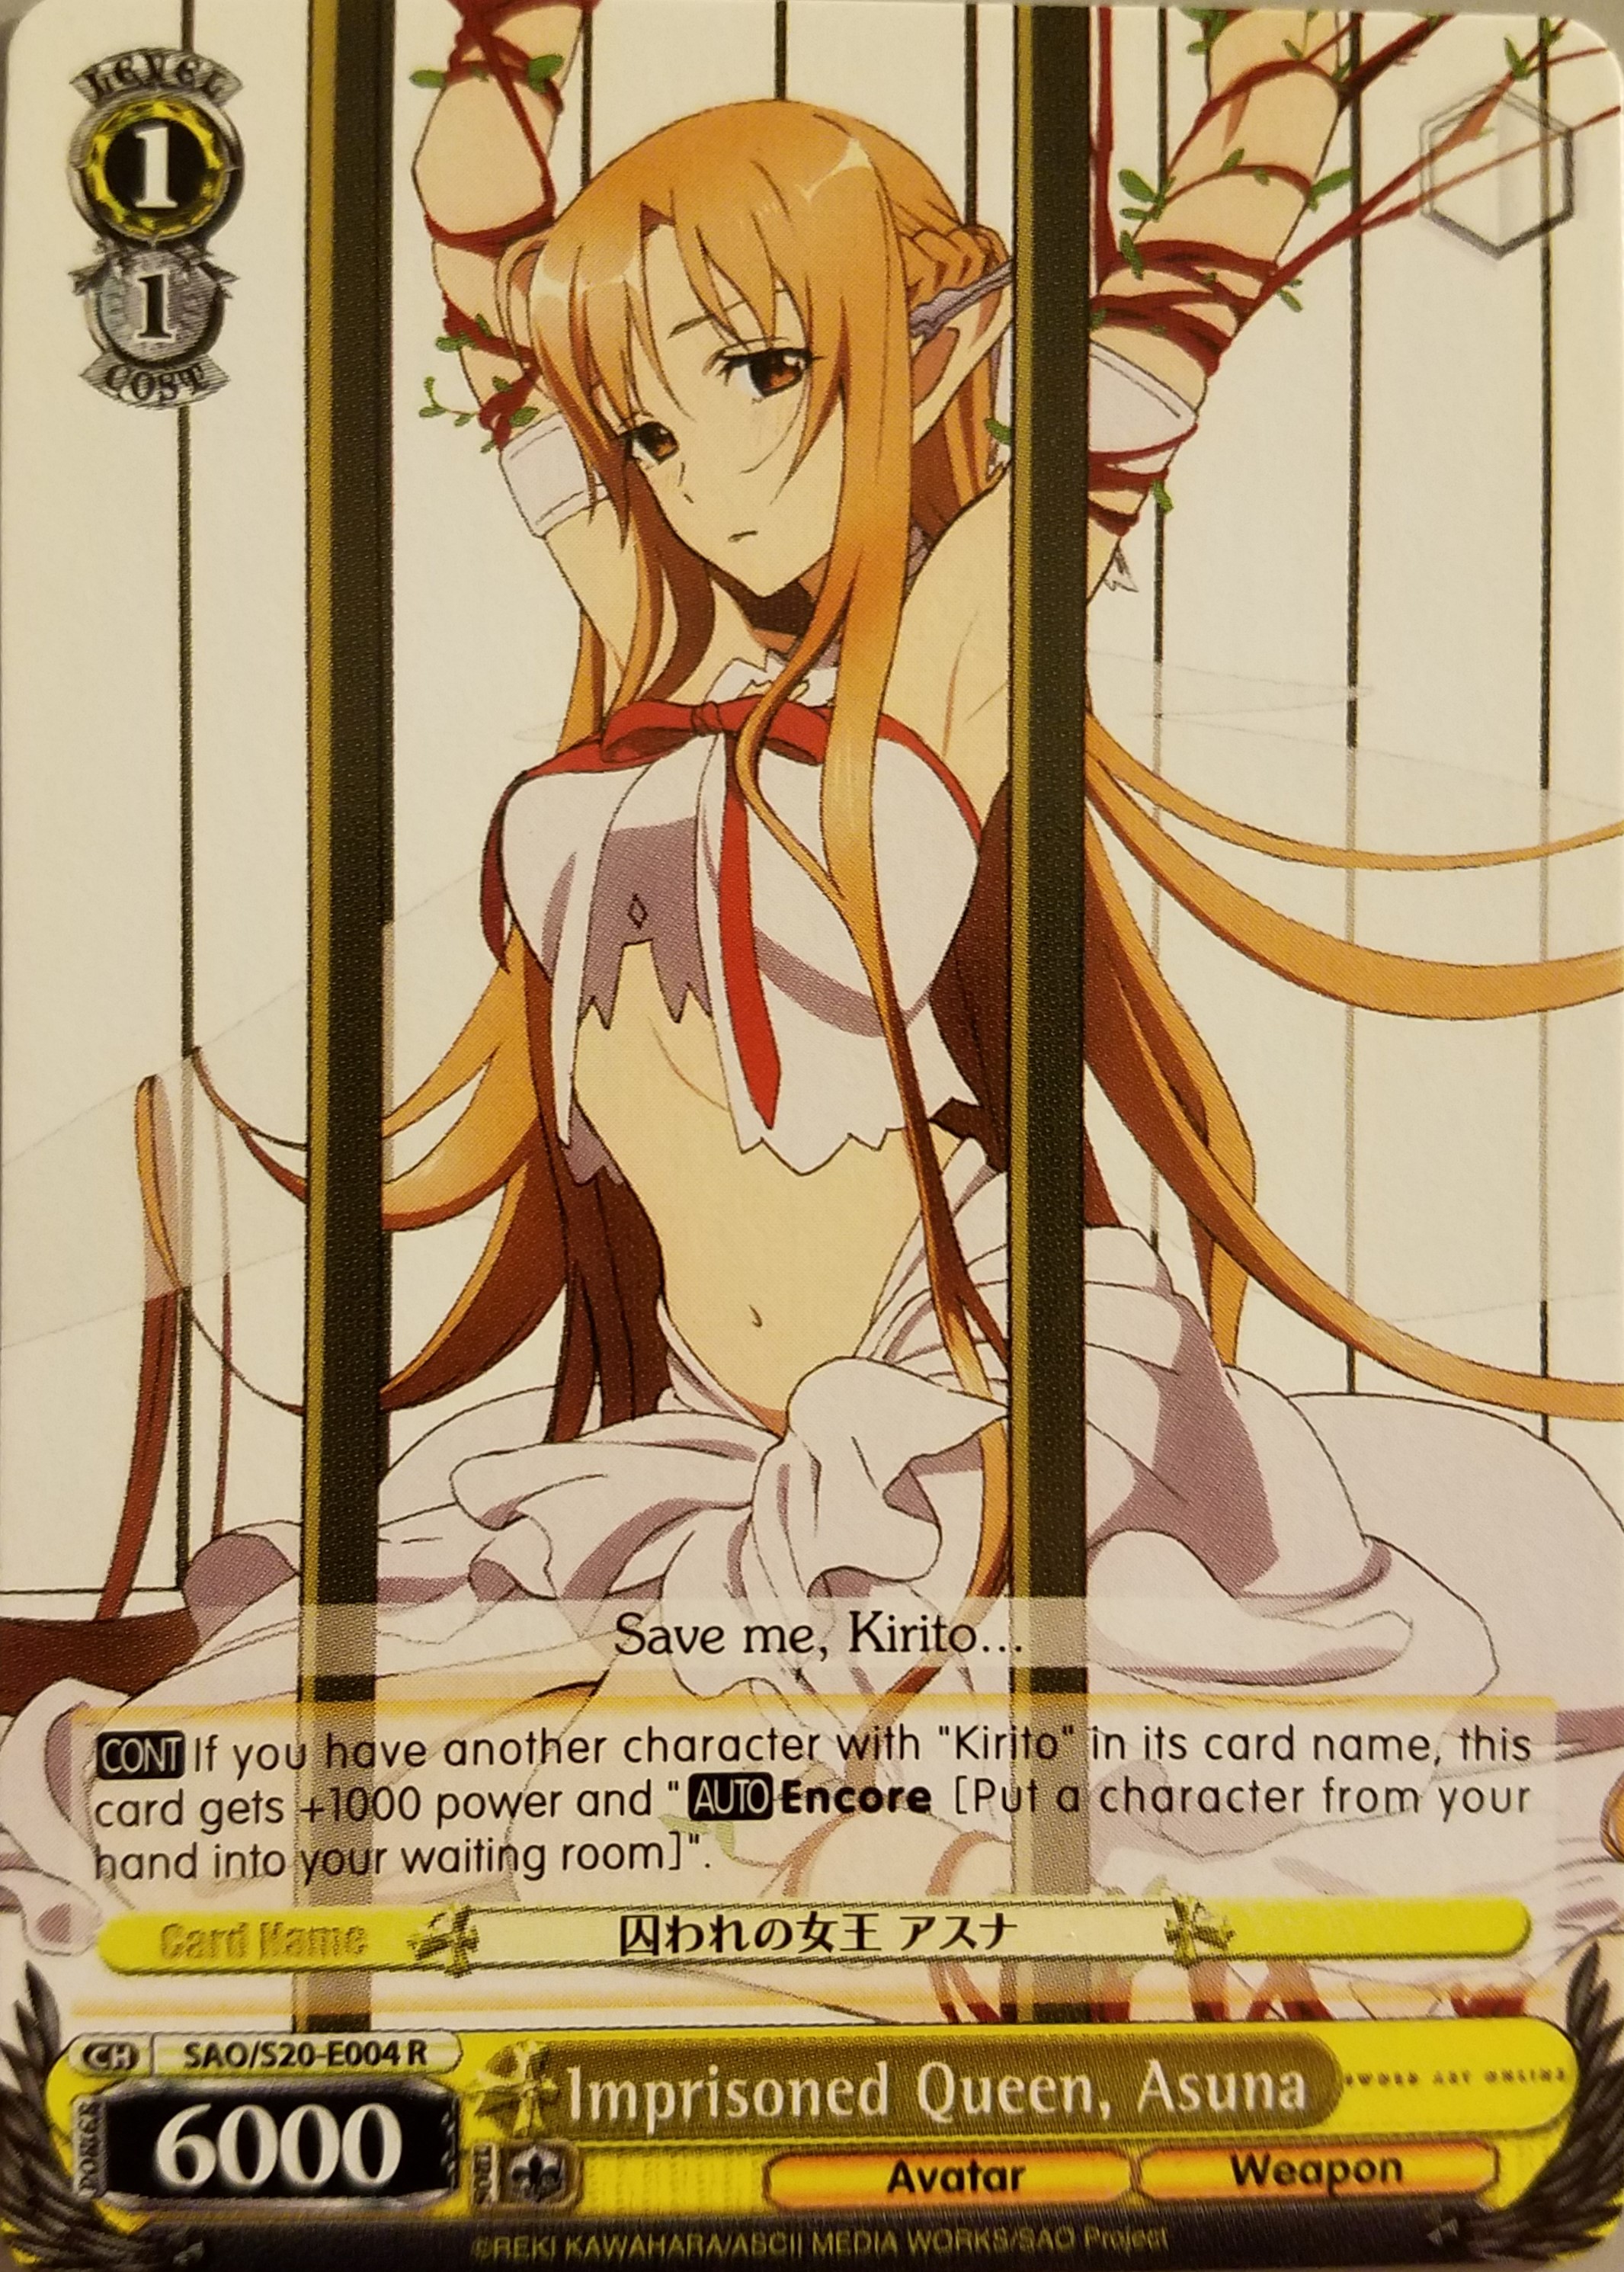 LEVEL
1
1
COST
Save me, Kirito...
CONT If you have another character with "Kirito" in its card name, this
card gets +1000 power and "AUTO Encore [Put a character from your
hand into your waiting room]".
Card Name
囚われの女王 アスナ
CH SAO/S20-E004 R
Imprisoned Queen, Asuna
SWORD ART ONLINE
POWER
6000
SOUL
Avatar
Weapon
©REKI KAWAHARA/ASCII MEDIA WORKS/SAO Project